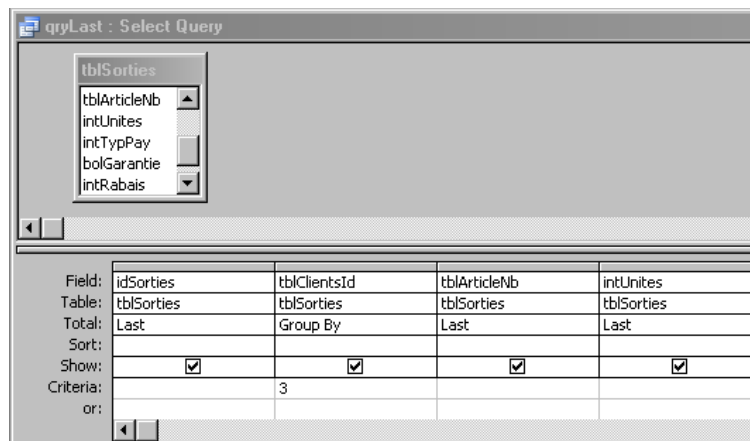 qryLast : Select Query
tblSorties
tblArticleNb
intUnites
intTypPay
bolGarantie
intRabais
Field: idSorties tblClientsId tblArticleNb intUnites
Table: tblSorties tblSorties tblSorties tblSorties
Total: Last Group By Last Last
Sort:
Show:
Criteria: 3
or: